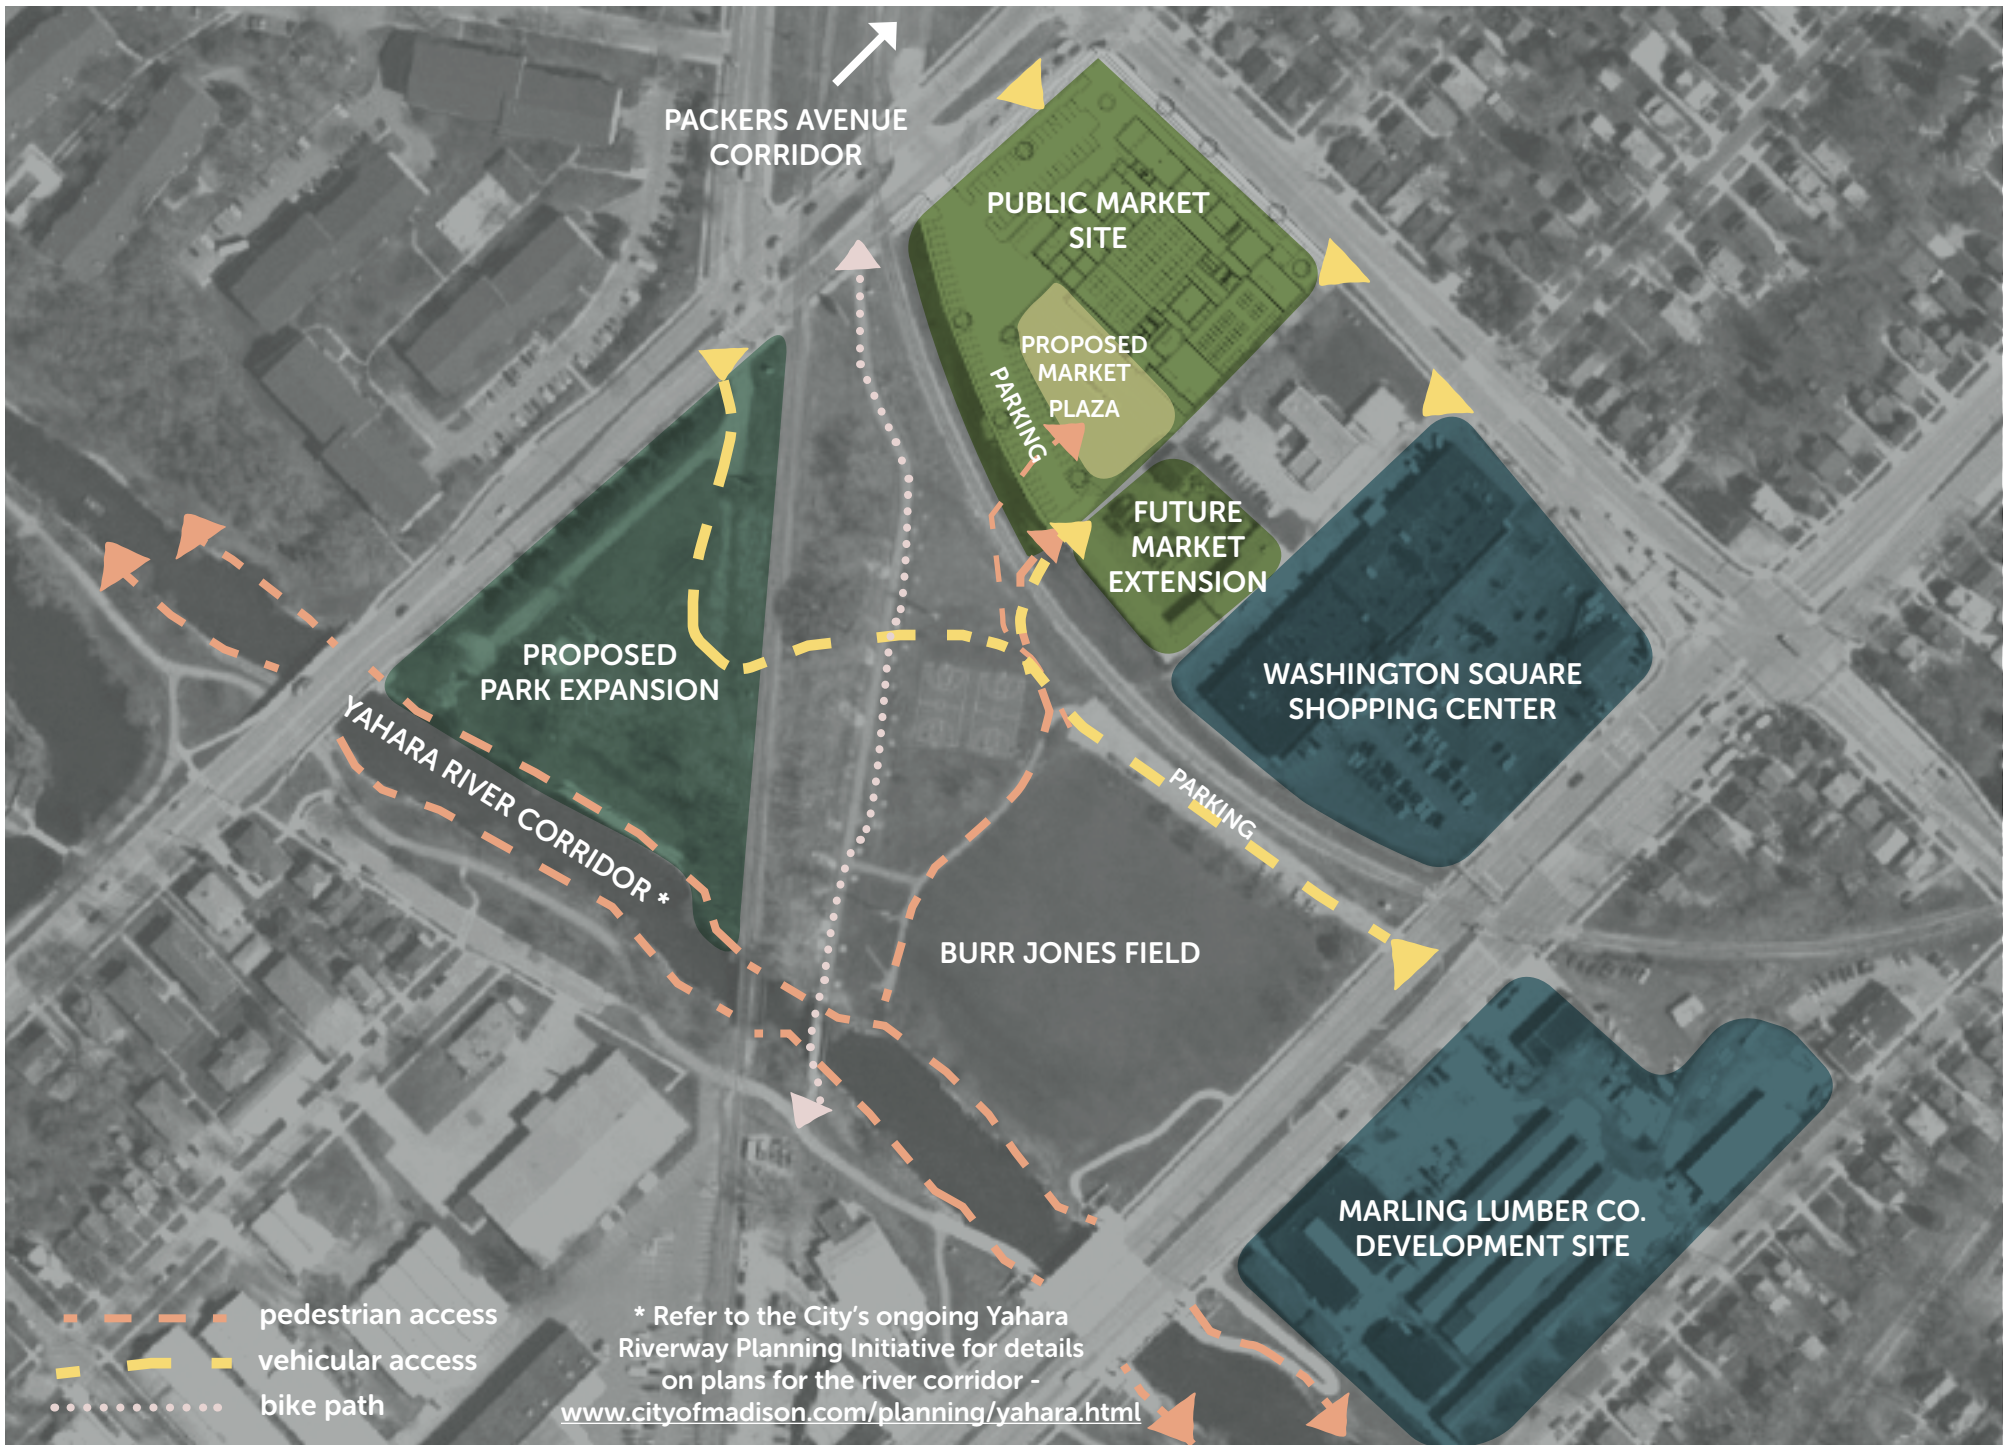 PACKERS AVENUE
CORRIDOR
PUBLIC MARKET
SITE
PROPOSED
MARKET
PLAZA
PARKING
FUTURE
MARKET
EXTENSION
PROPOSED
PARK EXPANSION
WASHINGTON SQUARE
SHOPPING CENTER
YAHARA RIVER CORRIDOR *
PARKING
BURR JONES FIELD
MARLING LUMBER CO.
DEVELOPMENT SITE
pedestrian access
vehicular access
bike path
* Refer to the City’s ongoing Yahara
Riverway Planning Initiative for details
on plans for the river corridor -
www.cityofmadison.com/planning/yahara.html